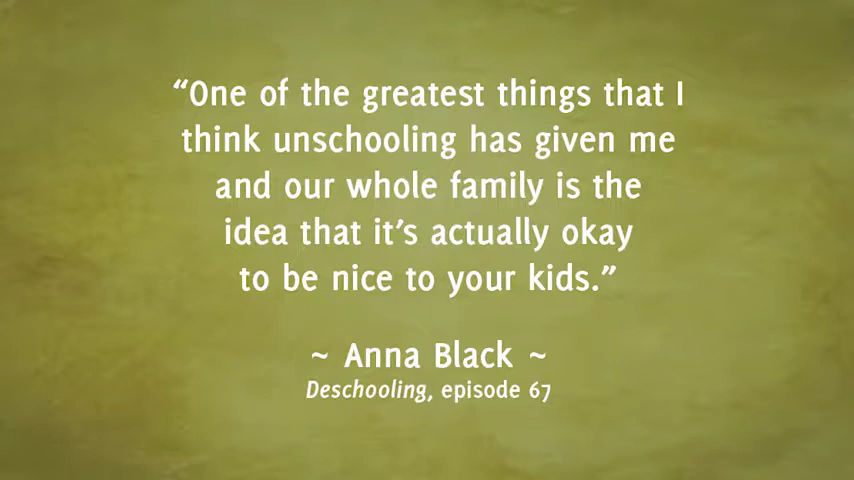 “One of the greatest things that I
think unschooling has given me
and our whole family is the
idea that it’s actually okay
to be nice to your kids.”
~ Anna Black ~
Deschooling, episode 67